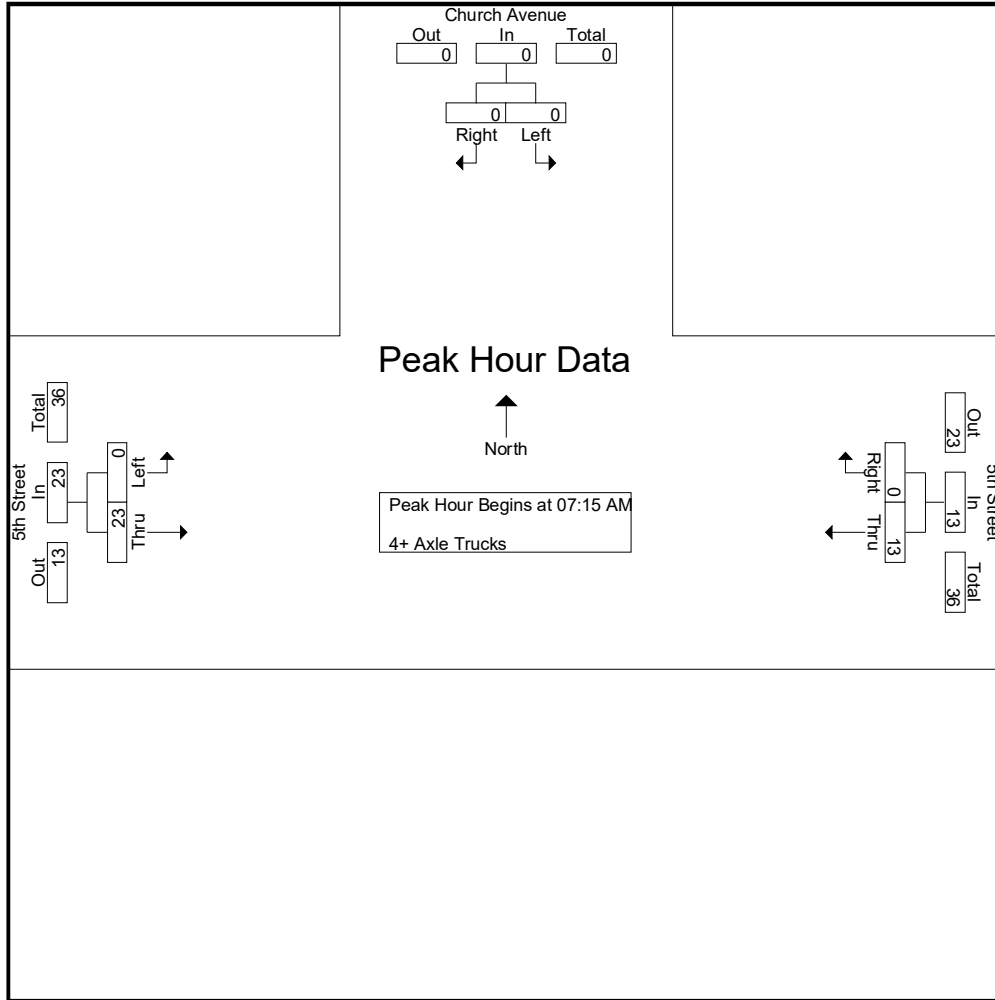 Church Avenue
Out In Total
0 0 0
0 0
Right Left
Peak Hour Data
North
Peak Hour Begins at 07:15 AM
4+ Axle Trucks
5th Street
Total In Out
36 23 13
0 23
Left Thru
5th Street
Out In Total
23 13 36
0 13
Right Thru